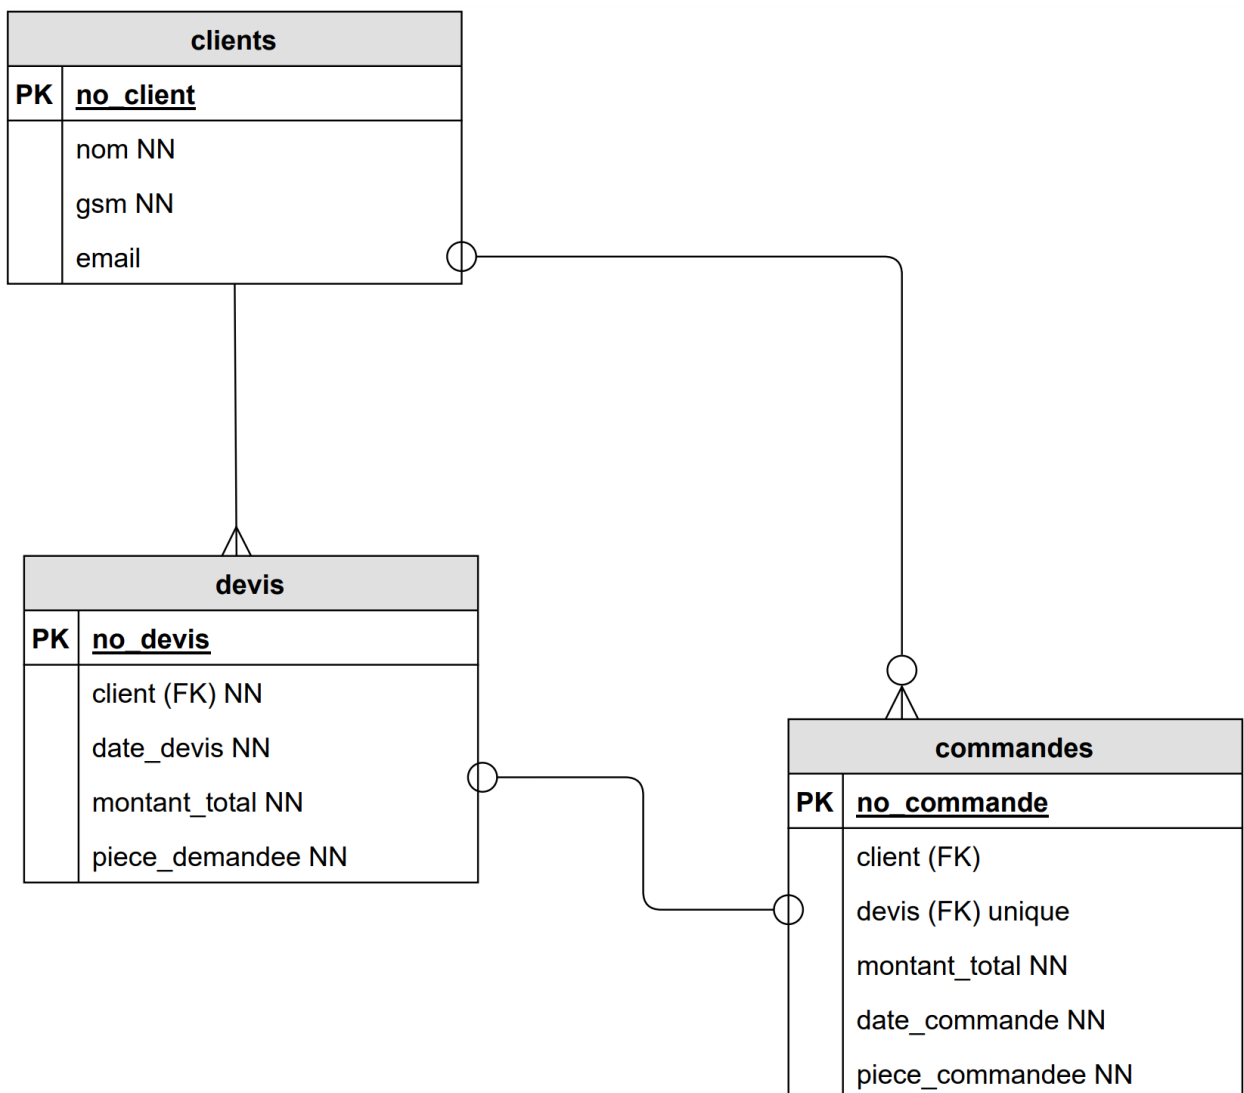 clients
PK no_client
nom NN
gsm NN
email
devis
PK no_devis
client (FK) NN
date_devis NN
montant_total NN
piece_demandee NN
commandes
PK no_commande
client (FK)
devis (FK) unique
montant_total NN
date_commande NN
piece_commandee NN